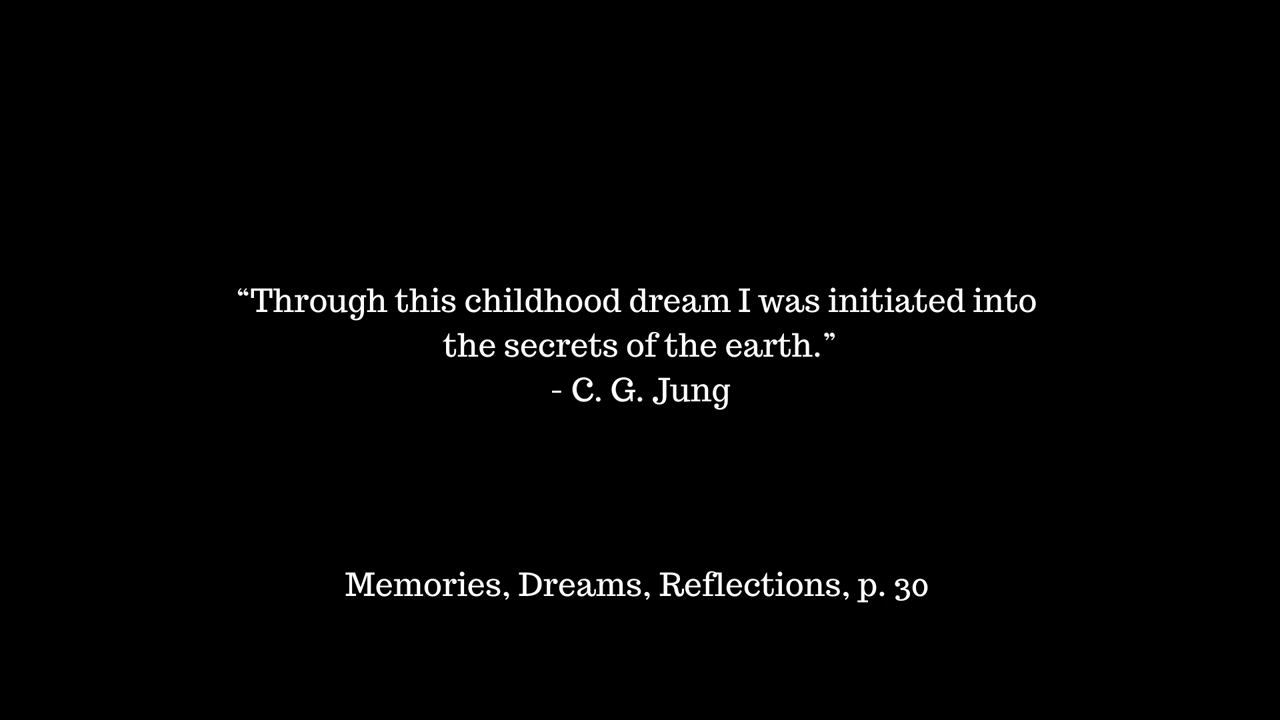 “Through this childhood dream I was initiated into
the secrets of the earth.”
- C. G. Jung
Memories, Dreams, Reflections, p. 30